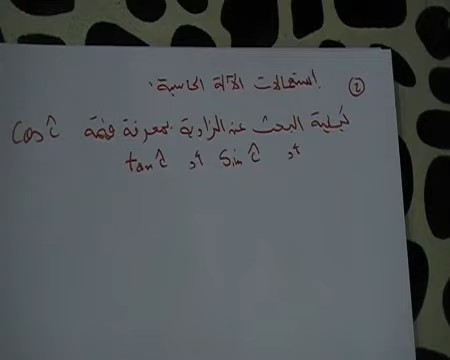 ② استعمالات الآلة الحاسبة:
كيفية البحث عن الزاوية بمعرفة قيمة cos ĉ
أو sin ĉ أو tan ĉ